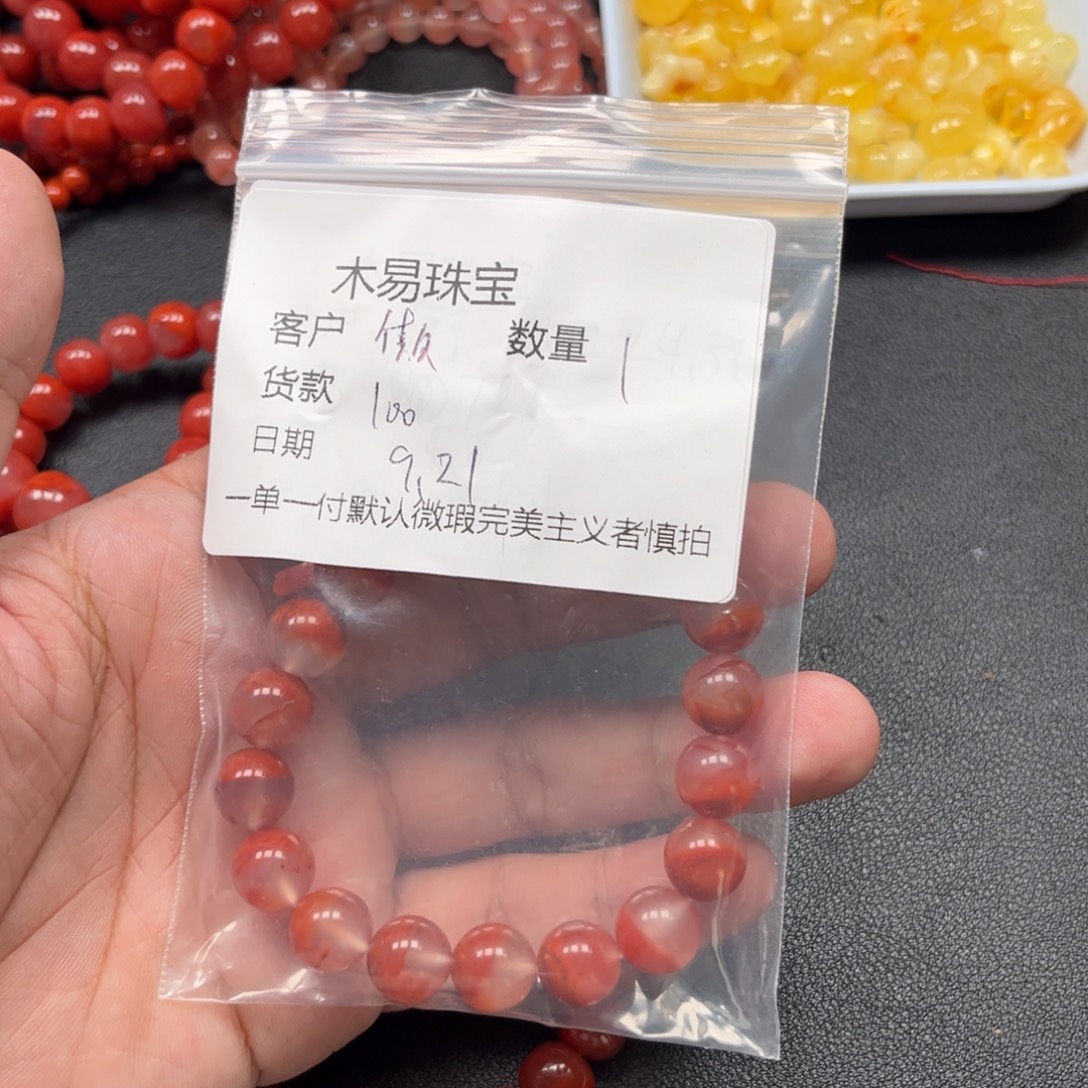 木易珠宝
客户 数量 1
货款 100
日期 9.21
一单一付默认微瑕完美主义者慎拍